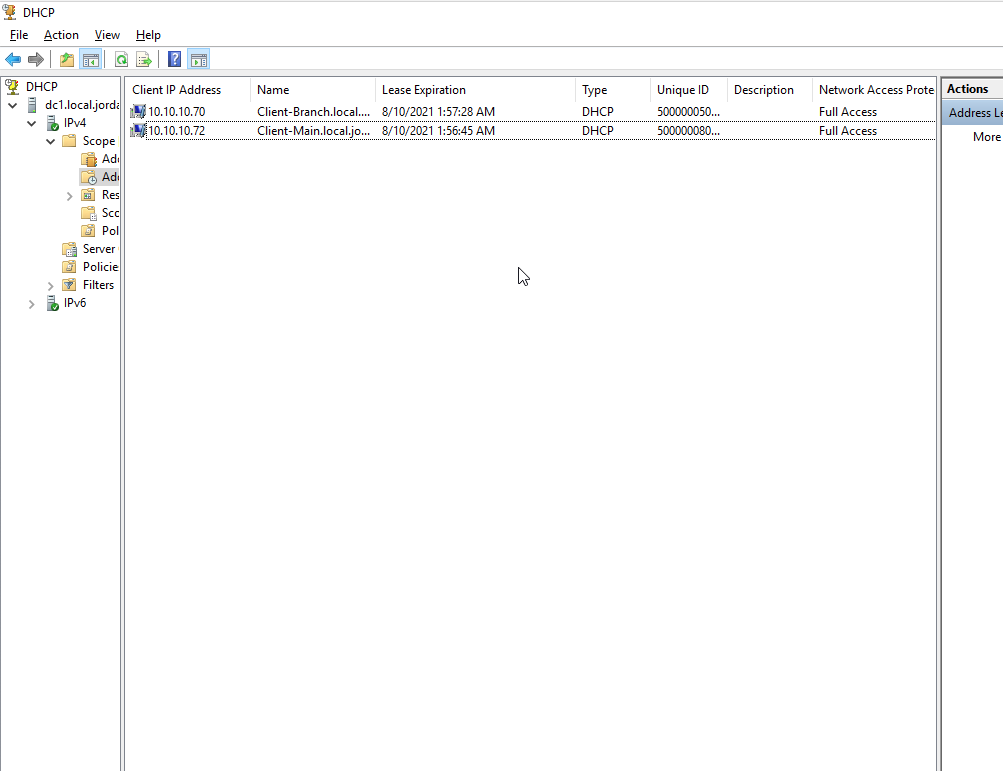 DHCP
File Action View Help
DHCP
dc1.local.jorda
IPv4
Scope
Add
Add
Res
Sco
Pol
Server
Policie
Filters
IPv6
Client IP Address Name Lease Expiration Type Unique ID Description Network Access Prote
10.10.10.70 Client-Branch.local.... 8/10/2021 1:57:28 AM DHCP 500000050... Full Access
10.10.10.72 Client-Main.local.jo... 8/10/2021 1:56:45 AM DHCP 500000080... Full Access
Actions
Address Le
More